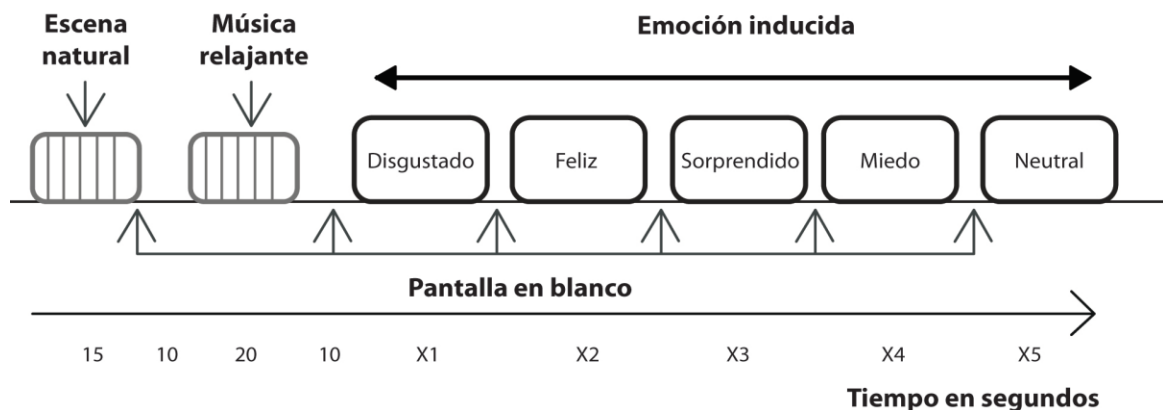 Escena
natural
Música
relajante
Emoción inducida
Disgustado
Feliz
Sorprendido
Miedo
Neutral
Pantalla en blanco
15 10 20 10 X1 X2 X3 X4 X5
Tiempo en segundos